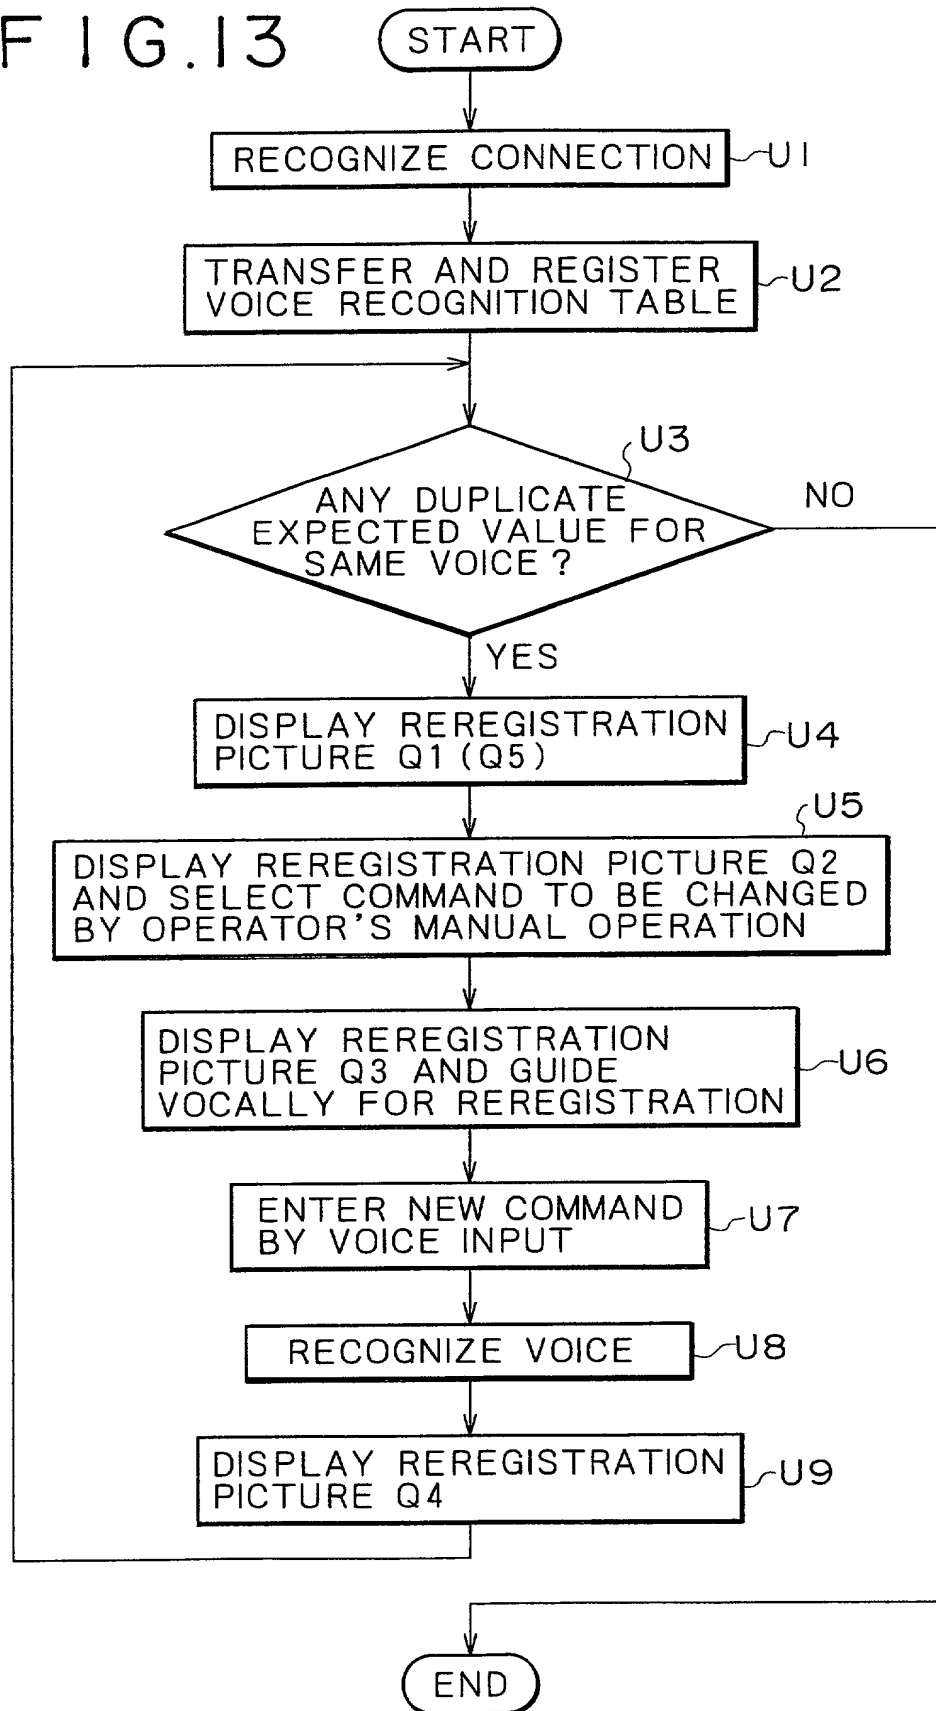 FIG.13
START
RECOGNIZE CONNECTION
U1
TRANSFER AND REGISTER
VOICE RECOGNITION TABLE
U2
U3
ANY DUPLICATE
EXPECTED VALUE FOR
SAME VOICE?
NO
YES
DISPLAY REREGISTRATION
PICTURE Q1 (Q5)
U4
U5
DISPLAY REREGISTRATION PICTURE Q2
AND SELECT COMMAND TO BE CHANGED
BY OPERATOR'S MANUAL OPERATION
DISPLAY REREGISTRATION
PICTURE Q3 AND GUIDE
VOCALLY FOR REREGISTRATION
U6
ENTER NEW COMMAND
BY VOICE INPUT
U7
RECOGNIZE VOICE
U8
DISPLAY REREGISTRATION
PICTURE Q4
U9
END